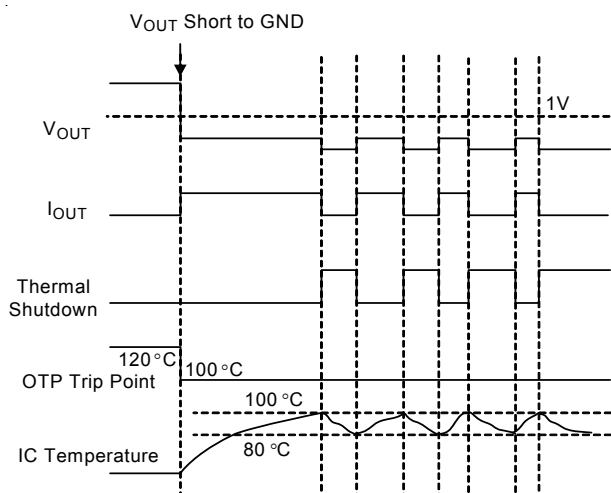 VOUT Short to GND
1V
VOUT
IOUT
Thermal
Shutdown
120 °C
100 °C
OTP Trip Point
100 °C
80 °C
IC Temperature